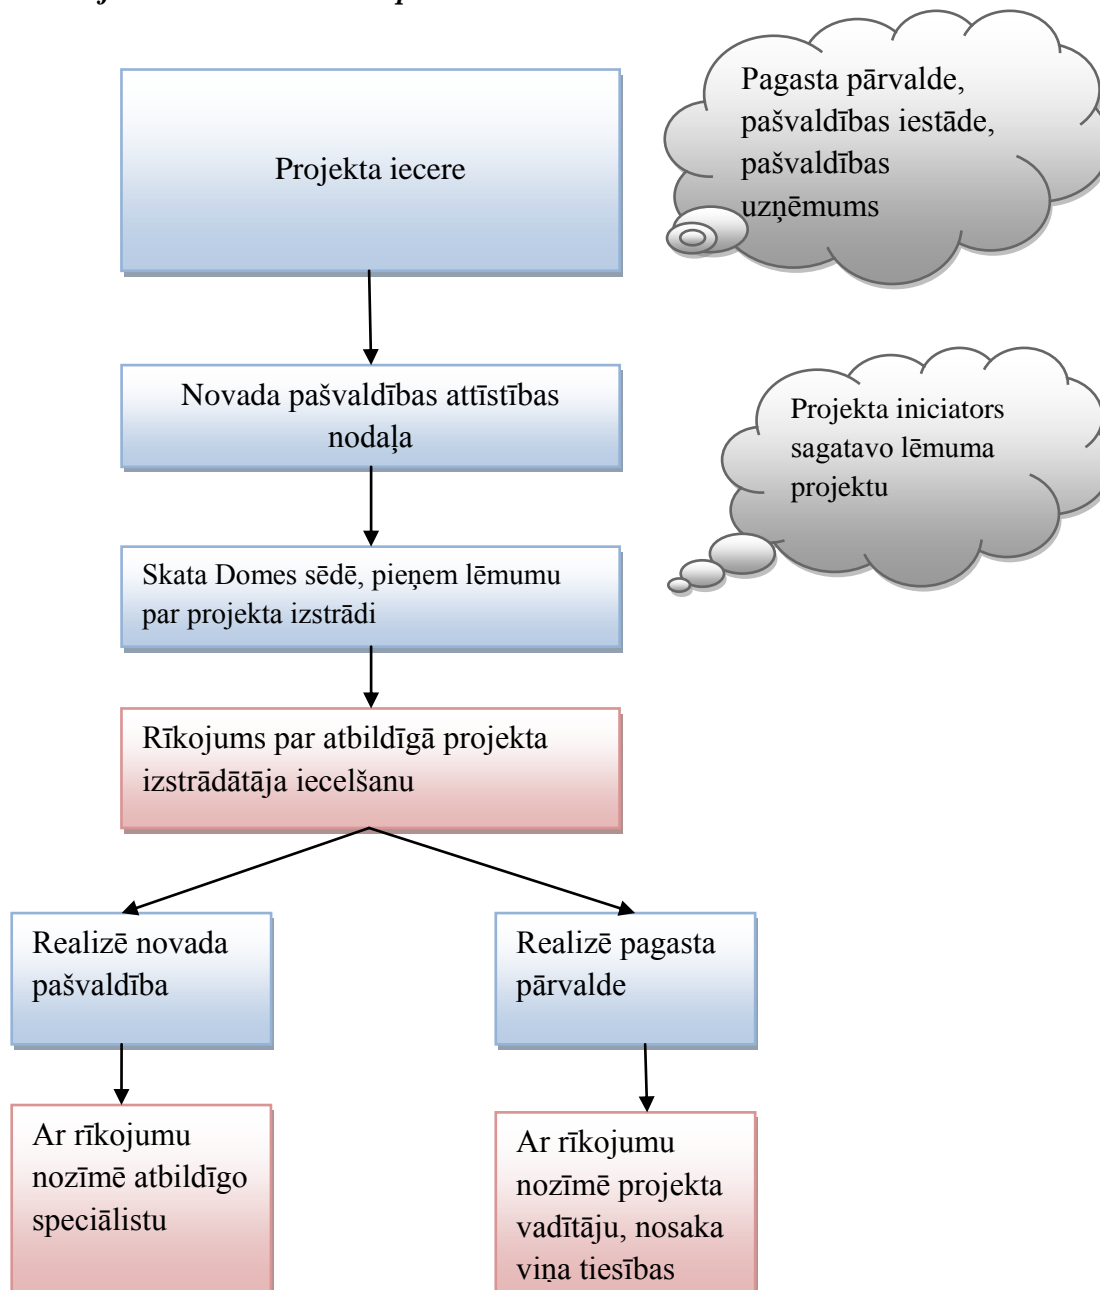 Projekta iecere
Pagasta pārvalde,
pašvaldības iestāde,
pašvaldības
uzņēmums
Novada pašvaldības attīstības
nodaļa
Projekta iniciators
sagatavo lēmuma
projektu
Skata Domes sēdē, pieņem lēmumu
par projekta izstrādi
Rīkojums par atbildīgā projekta
izstrādātāja iecelšanu
Realizē novada
pašvaldība
Realizē pagasta
pārvalde
Ar rīkojumu
nozīmē atbildīgo
speciālistu
Ar rīkojumu
nozīmē projekta
vadītāju, nosaka
viņa tiesības